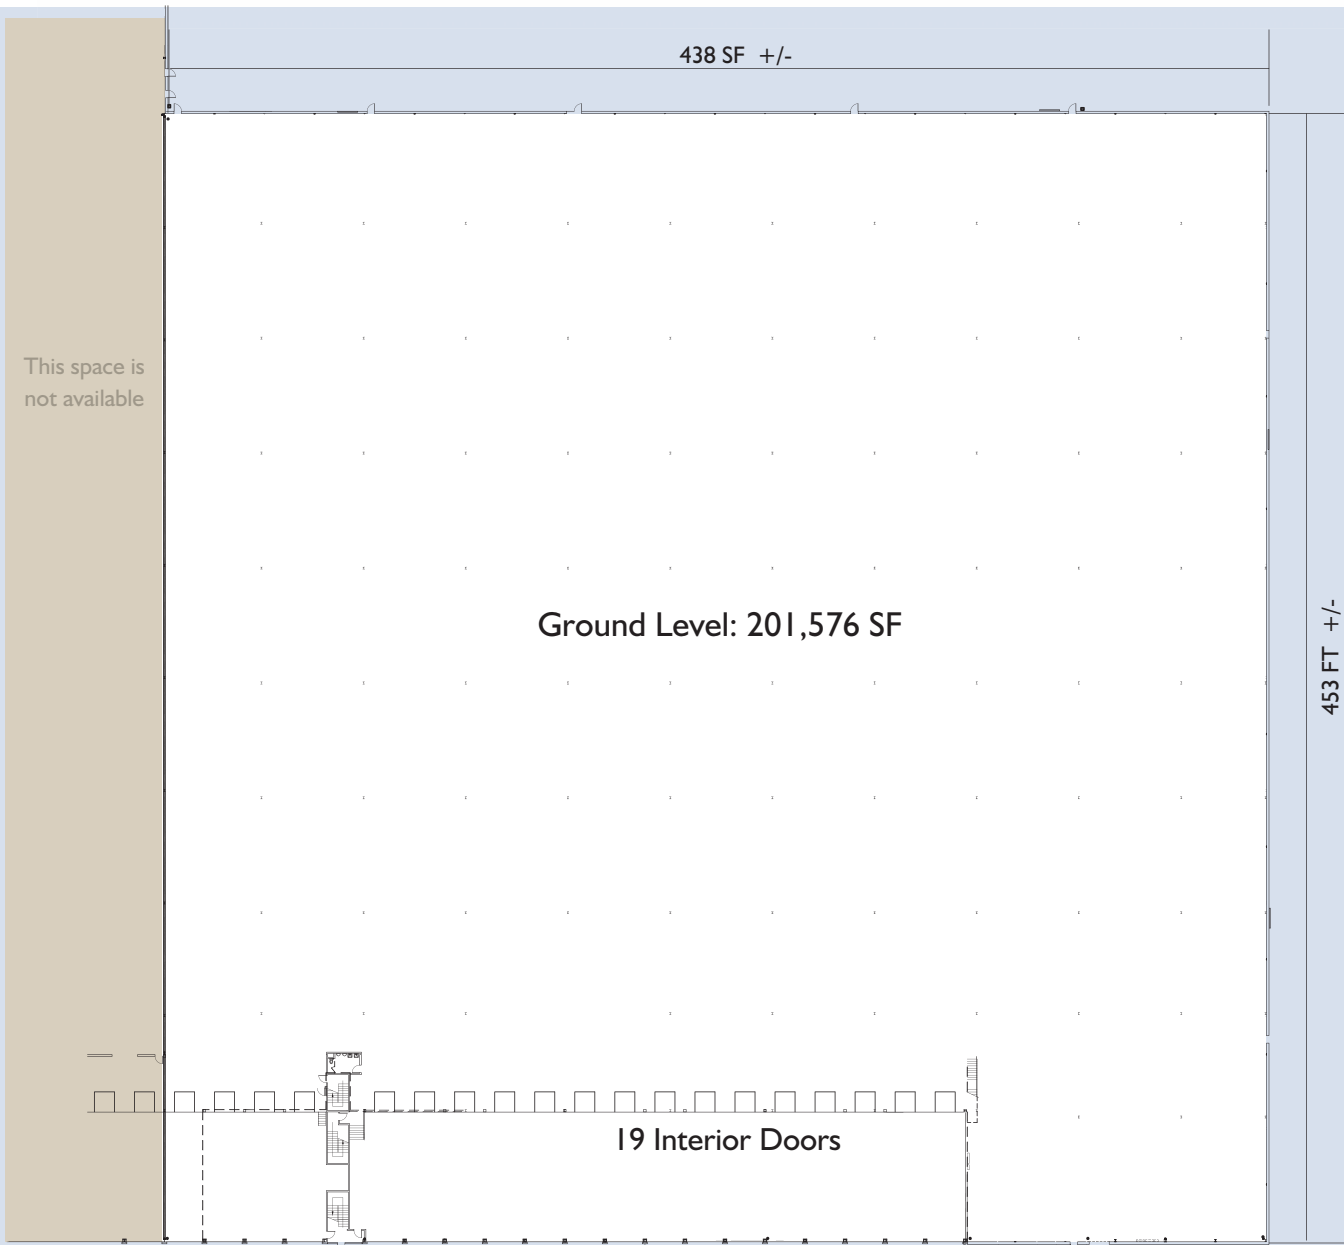 438 SF +/-
This space is
not available
Ground Level: 201,576 SF
453 FT +/-
19 Interior Doors